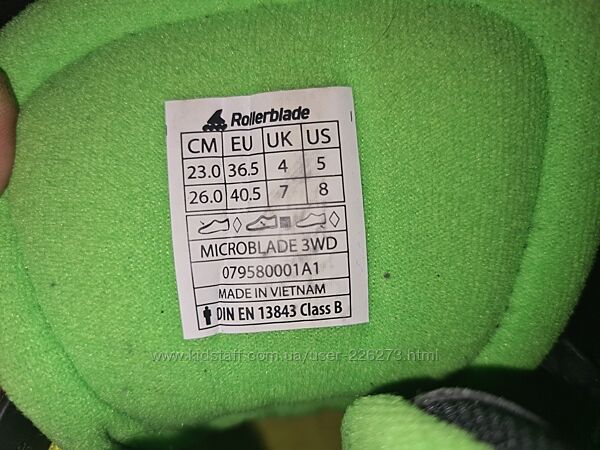 Rollerblade
CM EU UK US
23.0 36.5 4 5
26.0 40.5 7 8
MICROBLADE 3WD
079580001A1
MADE IN VIETNAM
DIN EN 13843 Class B
www.kidstaff.com.ua/user-226273.html